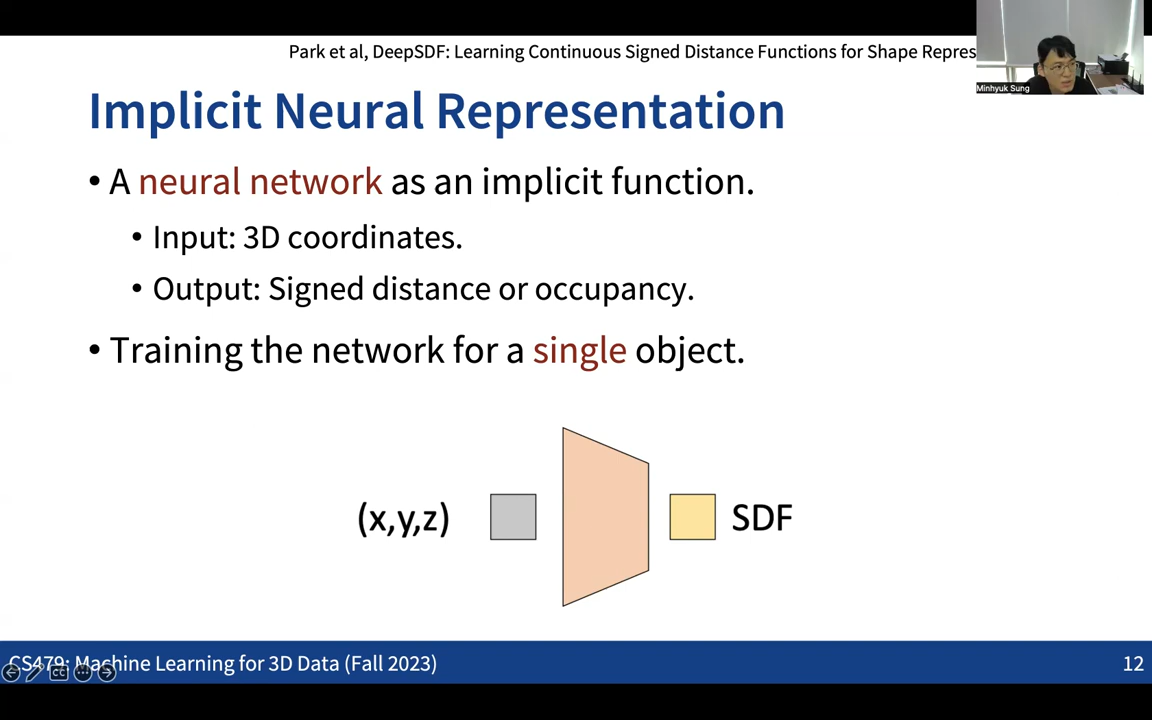 Park et al, DeepSDF: Learning Continuous Signed Distance Functions for Shape Repres
Minhyuk Sung
Implicit Neural Representation
• A neural network as an implicit function.
• Input: 3D coordinates.
• Output: Signed distance or occupancy.
• Training the network for a single object.
(x,y,z)
SDF
CS479: Machine Learning for 3D Data (Fall 2023)
CC
12